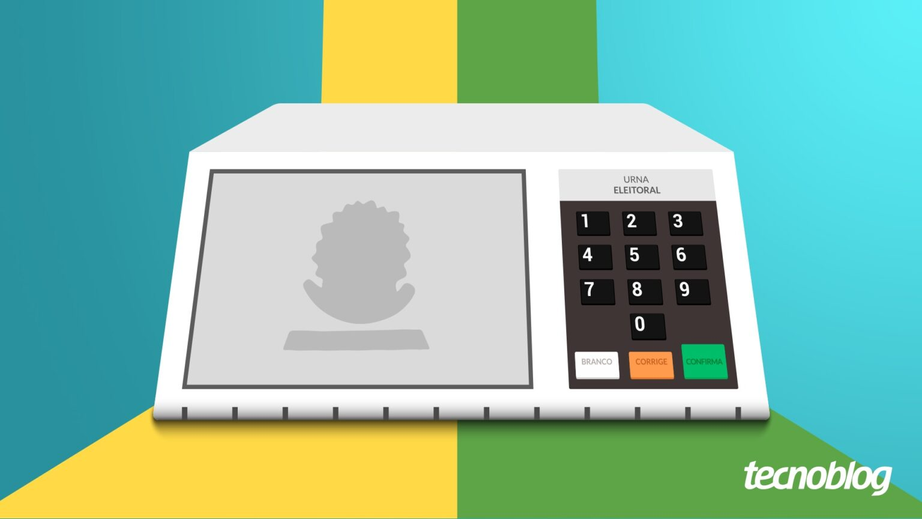 URNA
ELEITORAL
1 2 3
4 5 6
7 8 9
0
BRANCO CORRIGE CONFIRMA
tecnoblog